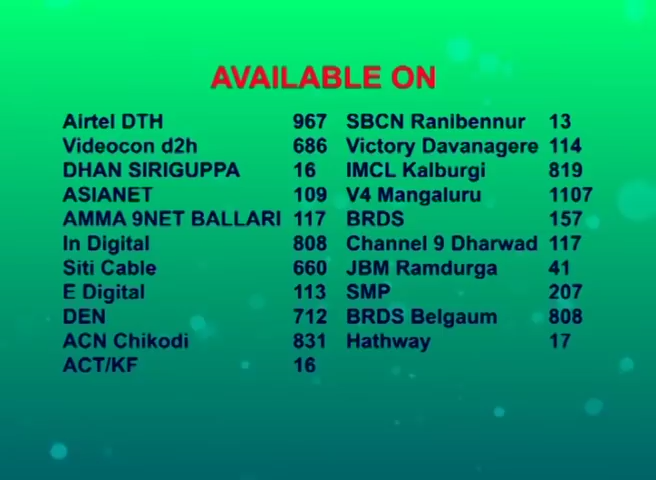 AVAILABLE ON
Airtel DTH 967
Videocon d2h 686
DHAN SIRIGUPPA 16
ASIANET 109
AMMA 9NET BALLARI 117
In Digital 808
Siti Cable 660
E Digital 113
DEN 712
ACN Chikodi 831
ACT/KF 16
SBCN Ranibennur 13
Victory Davanagere 114
IMCL Kalburgi 819
V4 Mangaluru 1107
BRDS 157
Channel 9 Dharwad 117
JBM Ramdurga 41
SMP 207
BRDS Belgaum 808
Hathway 17